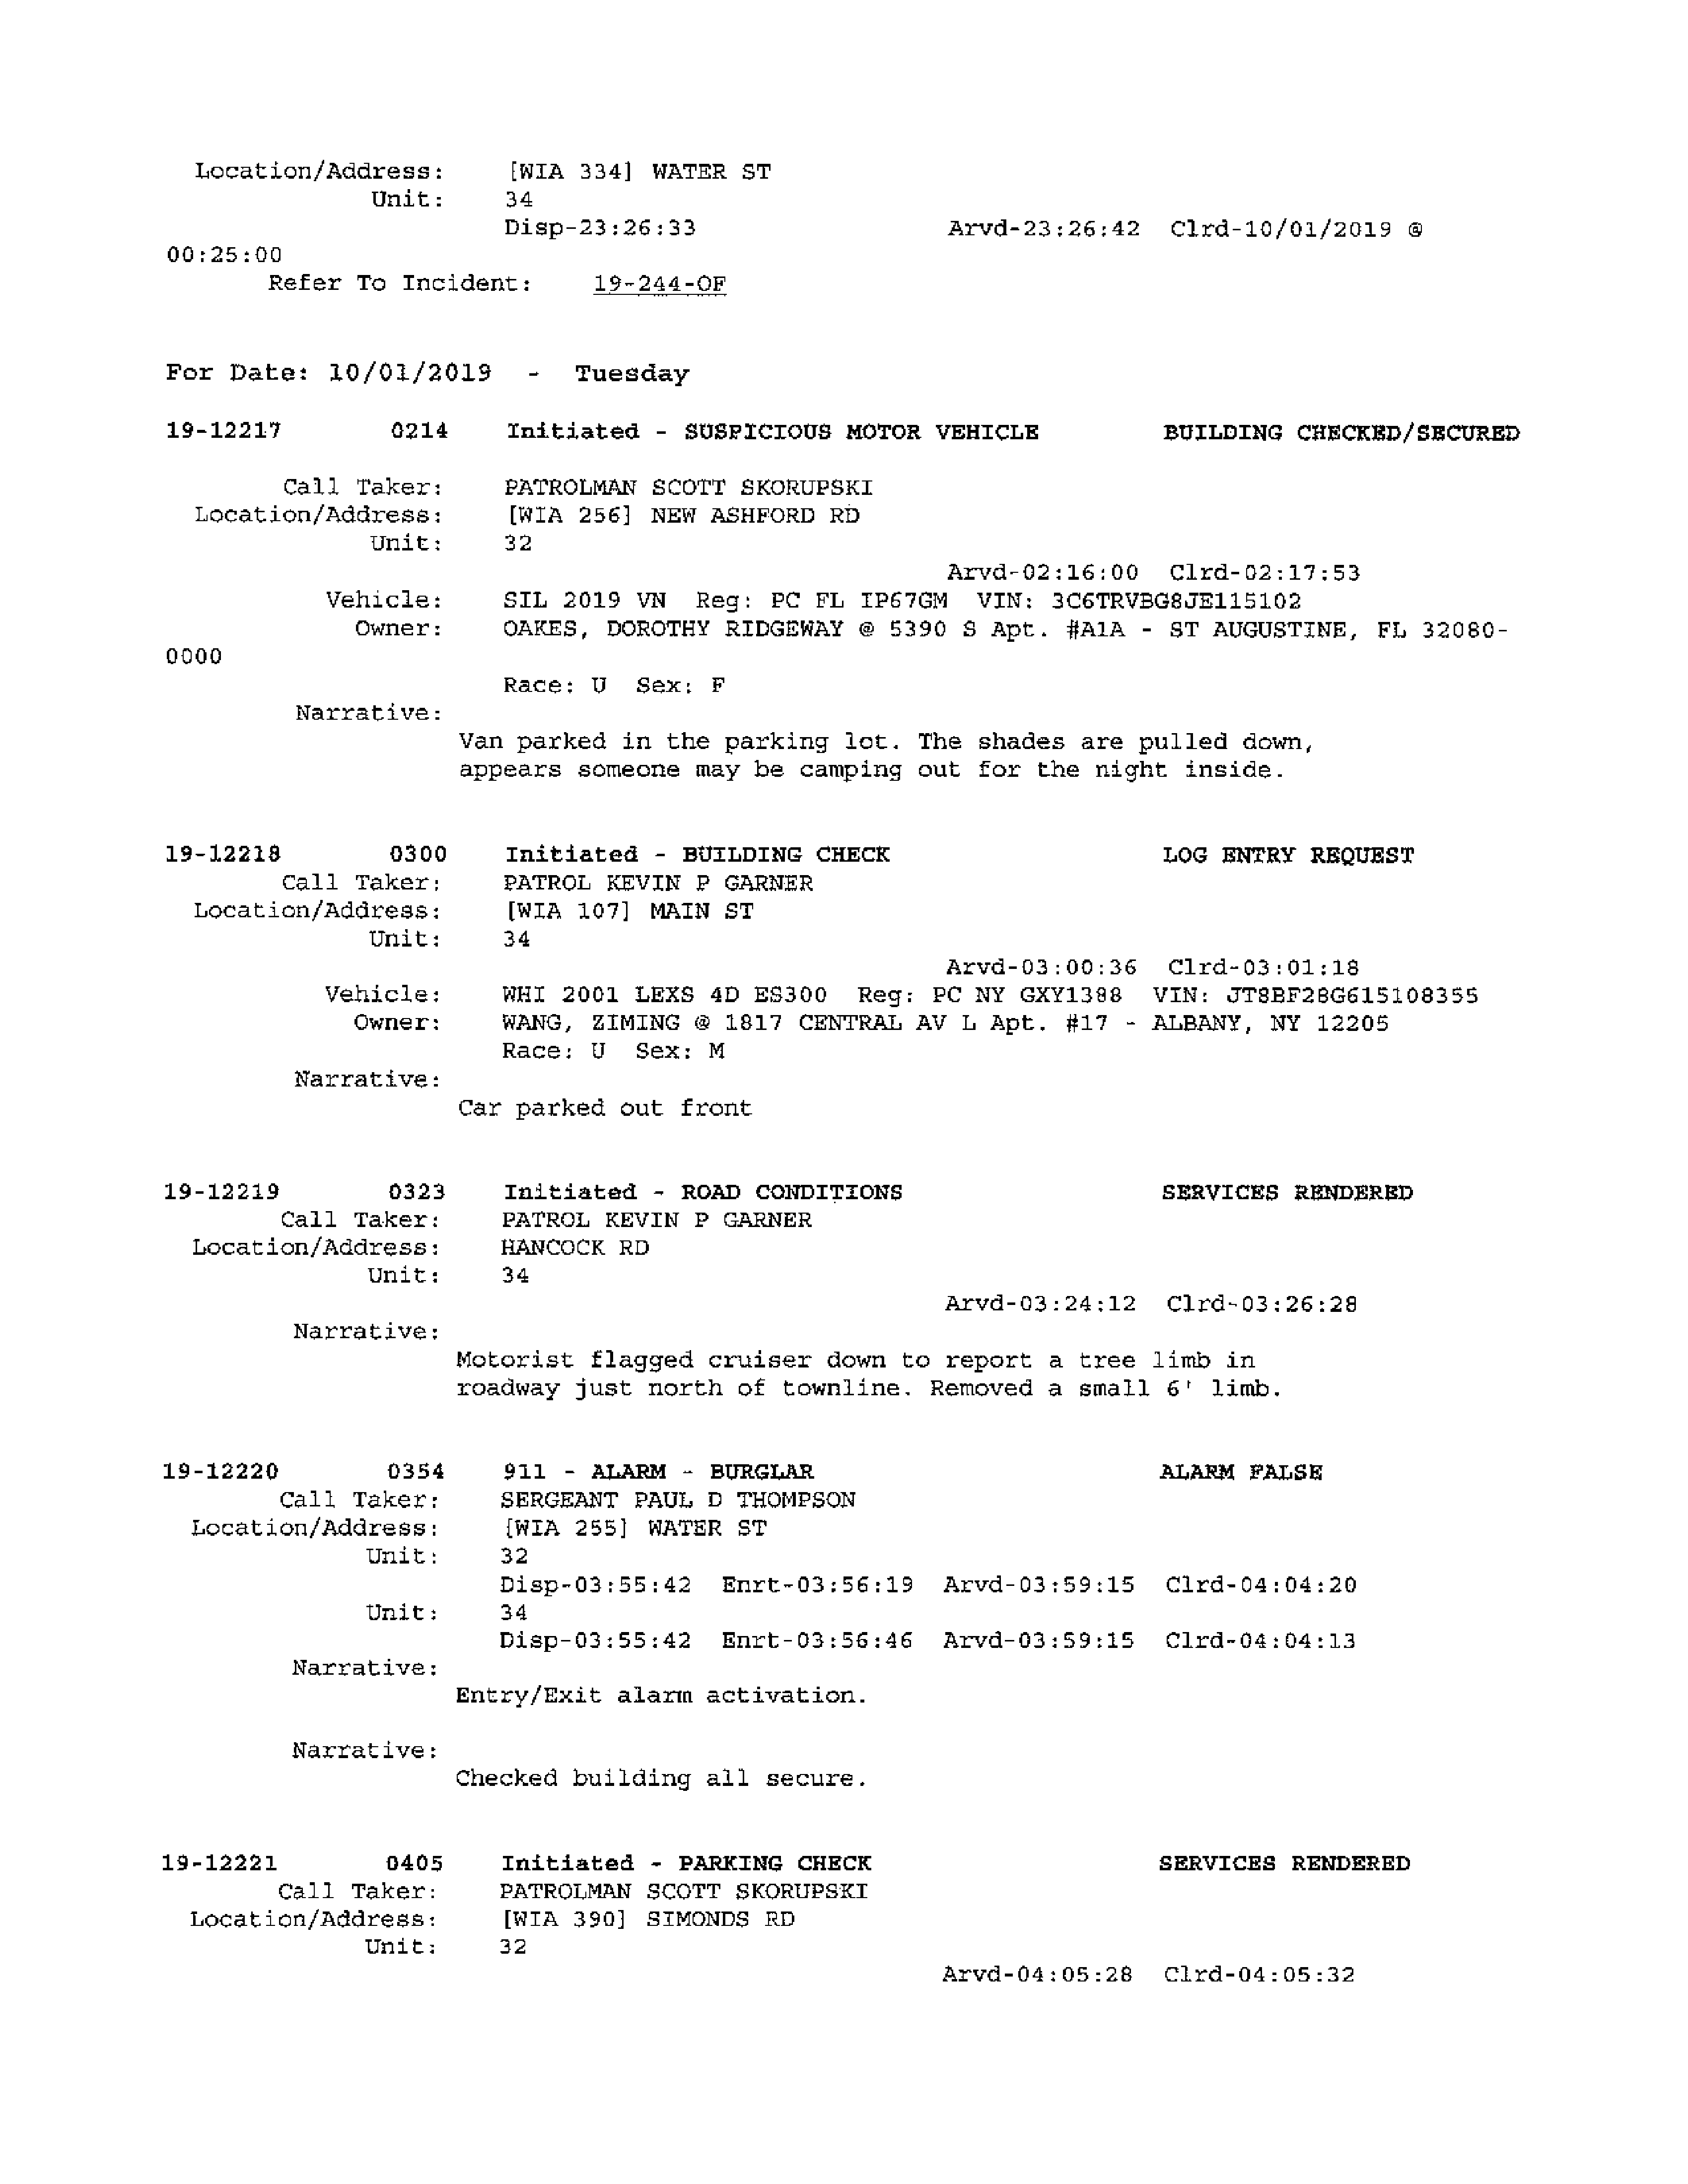 Location/Address: [WIA 334] WATER ST
Unit: 34
Disp-23:26:33 Arvd-23:26:42 Clrd-10/01/2019 @
00:25:00
Refer To Incident: 19-244-OF
For Date: 10/01/2019 - Tuesday
19-12217 0214 Initiated - SUSPICIOUS MOTOR VEHICLE BUILDING CHECKED/SECURED
Call Taker: PATROLMAN SCOTT SKORUPSKI
Location/Address: [WIA 256] NEW ASHFORD RD
Unit: 32
Arvd-02:16:00 Clrd-02:17:53
Vehicle: SIL 2019 VN Reg: PC FL IP67GM VIN: 3C6TRVBG8JE115102
Owner: OAKES, DOROTHY RIDGEWAY @ 5390 S Apt. #A1A - ST AUGUSTINE, FL 32080-
0000
Race: U Sex: F
Narrative:
Van parked in the parking lot. The shades are pulled down,
appears someone may be camping out for the night inside.
19-12218 0300 Initiated - BUILDING CHECK LOG ENTRY REQUEST
Call Taker: PATROL KEVIN P GARNER
Location/Address: [WIA 107] MAIN ST
Unit: 34
Arvd-03:00:36 Clrd-03:01:18
Vehicle: WHI 2001 LEXS 4D ES300 Reg: PC NY GXY1388 VIN: JT8BF28G615108355
Owner: WANG, ZIMING @ 1817 CENTRAL AV L Apt. #17 - ALBANY, NY 12205
Race: U Sex: M
Narrative:
Car parked out front
19-12219 0323 Initiated - ROAD CONDITIONS SERVICES RENDERED
Call Taker: PATROL KEVIN P GARNER
Location/Address: HANCOCK RD
Unit: 34
Arvd-03:24:12 Clrd-03:26:28
Narrative:
Motorist flagged cruiser down to report a tree limb in
roadway just north of townline. Removed a small 6' limb.
19-12220 0354 911 - ALARM - BURGLAR ALARM FALSE
Call Taker: SERGEANT PAUL D THOMPSON
Location/Address: [WIA 255] WATER ST
Unit: 32
Disp-03:55:42 Enrt-03:56:19 Arvd-03:59:15 Clrd-04:04:20
Unit: 34
Disp-03:55:42 Enrt-03:56:46 Arvd-03:59:15 Clrd-04:04:13
Narrative:
Entry/Exit alarm activation.
Narrative:
Checked building all secure.
19-12221 0405 Initiated - PARKING CHECK SERVICES RENDERED
Call Taker: PATROLMAN SCOTT SKORUPSKI
Location/Address: [WIA 390] SIMONDS RD
Unit: 32
Arvd-04:05:28 Clrd-04:05:32